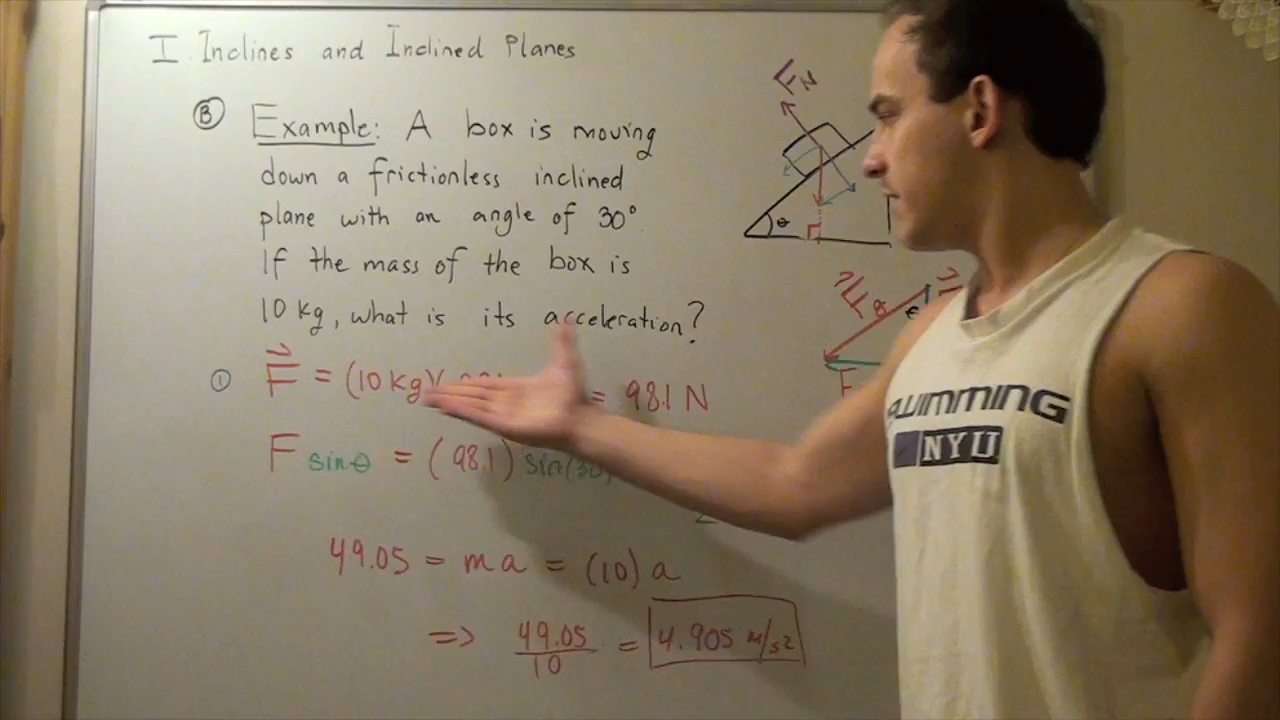 I Inclines and Inclined Planes
B Example: A box is moving
down a frictionless inclined
plane with an angle of 30°
If the mass of the box is
10 kg, what is its acceleration?
① F = (10 kg)( = 98.1 N
F sinθ = (98.1) sin(30
49.05 = ma = (10) a
=> 49.05/10 = 4.905 m/s²
FN
θ
Fg
F
SWIMMING
NYU